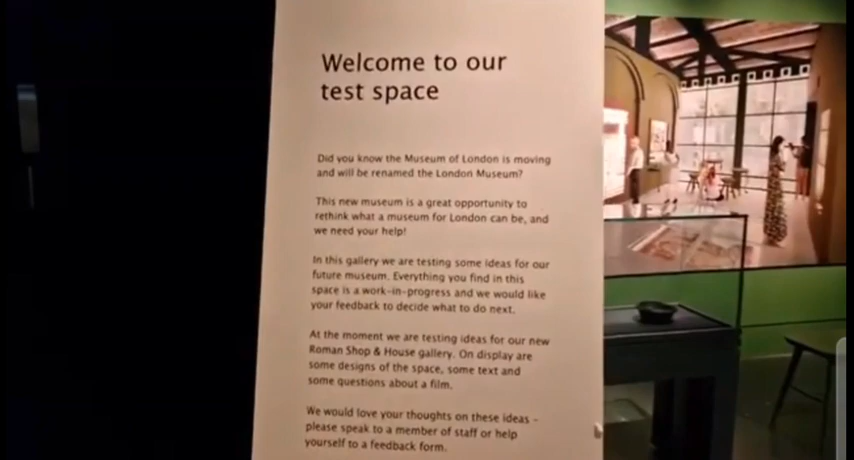 Welcome to our
test space
Did you know the Museum of London is moving
and will be renamed the London Museum?
This new museum is a great opportunity to
rethink what a museum for London can be, and
we need your help!
In this gallery we are testing some ideas for our
future museum. Everything you find in this
space is a work-in-progress and we would like
your feedback to decide what to do next.
At the moment we are testing ideas for our new
Roman Shop & House gallery. On display are
some designs of the space, some text and
some questions about a film.
We would love your thoughts on these ideas –
please speak to a member of staff or help
yourself to a feedback form.